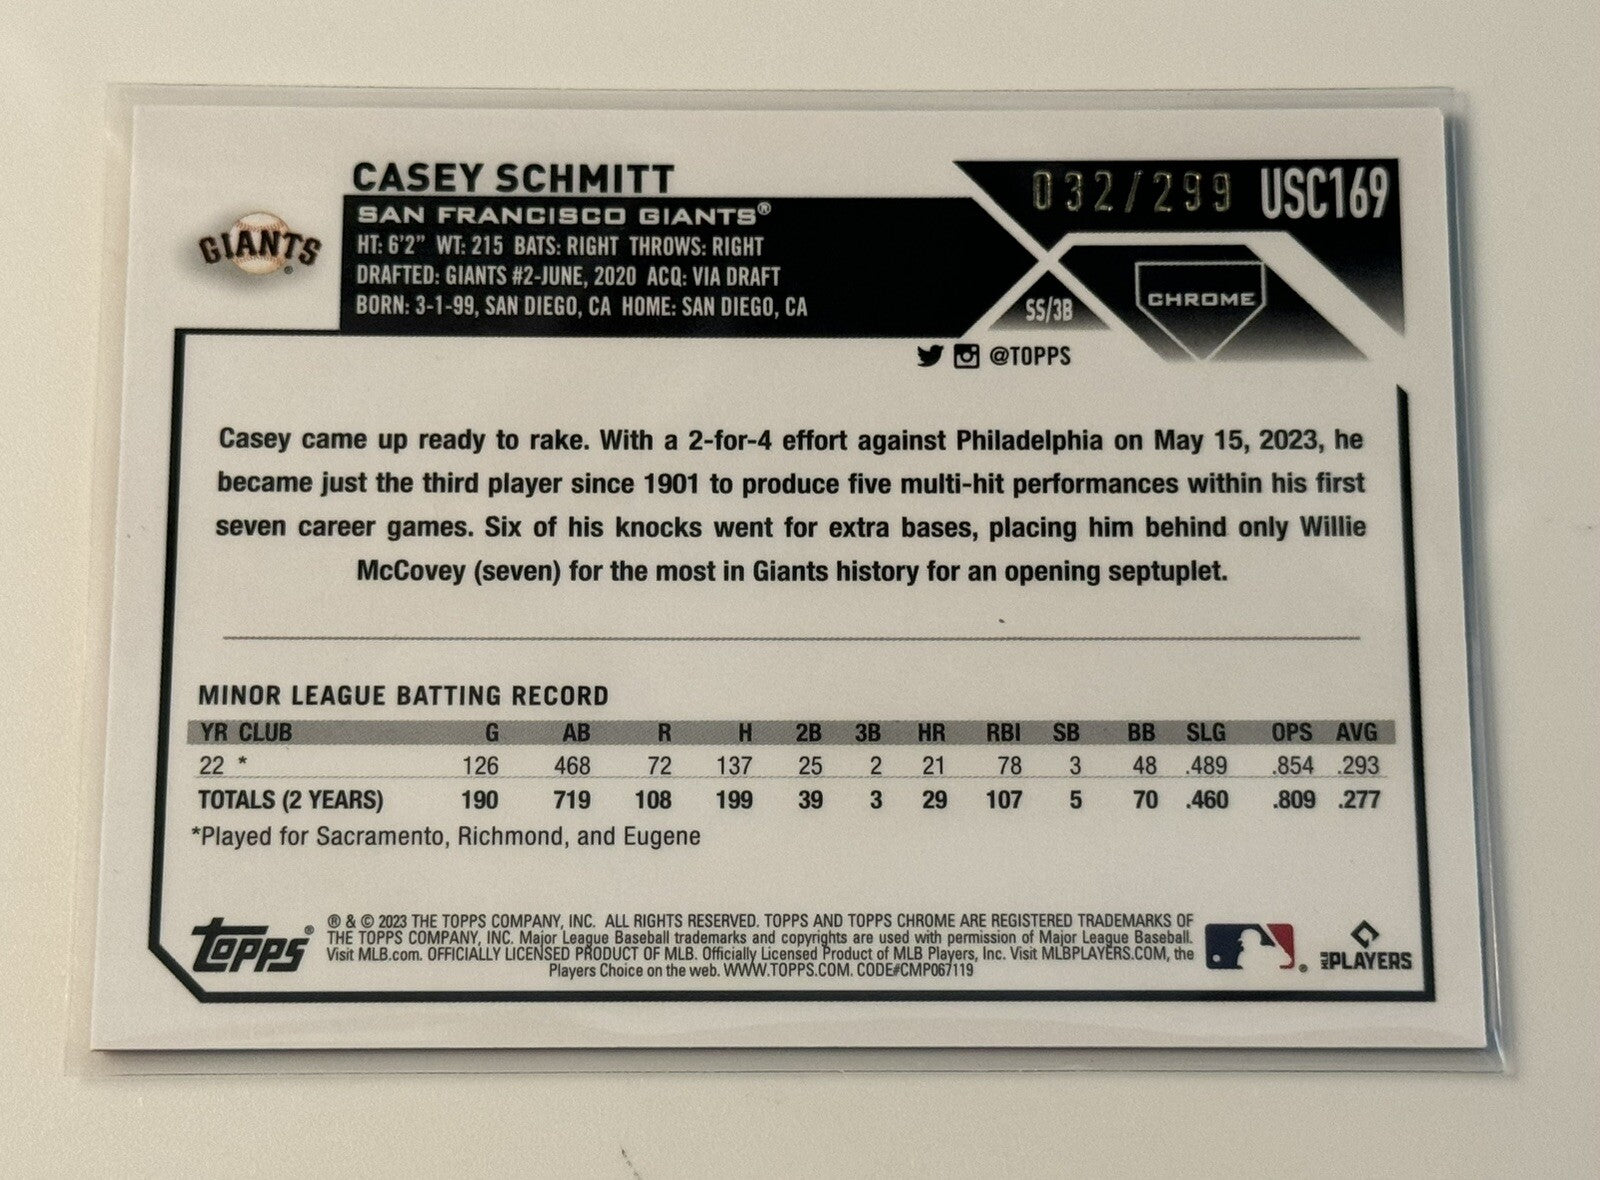 CASEY SCHMITT
032/299 USC169
GIANTS®
SAN FRANCISCO GIANTS®
HT: 6'2" WT: 215 BATS: RIGHT THROWS: RIGHT
DRAFTED: GIANTS #2-JUNE, 2020 ACQ: VIA DRAFT
BORN: 3-1-99, SAN DIEGO, CA HOME: SAN DIEGO, CA
SS/3B
CHROME
@TOPPS
Casey came up ready to rake. With a 2-for-4 effort against Philadelphia on May 15, 2023, he
became just the third player since 1901 to produce five multi-hit performances within his first
seven career games. Six of his knocks went for extra bases, placing him behind only Willie
McCovey (seven) for the most in Giants history for an opening septuplet.
MINOR LEAGUE BATTING RECORD
YR CLUB G AB R H 2B 3B HR RBI SB BB SLG OPS AVG
22 * 126 468 72 137 25 2 21 78 3 48 .489 .854 .293
TOTALS (2 YEARS) 190 719 108 199 39 3 29 107 5 70 .460 .809 .277
*Played for Sacramento, Richmond, and Eugene
Topps®
® & © 2023 THE TOPPS COMPANY, INC. ALL RIGHTS RESERVED. TOPPS AND TOPPS CHROME ARE REGISTERED TRADEMARKS OF
THE TOPPS COMPANY, INC. Major League Baseball trademarks and copyrights are used with permission of Major League Baseball.
Visit MLB.com. OFFICIALLY LICENSED PRODUCT OF MLB. Officially Licensed Product of MLB Players, Inc. Visit MLBPLAYERS.COM, the
Players Choice on the web. WWW.TOPPS.COM. CODE#CMP067119
®
MLB PLAYERS